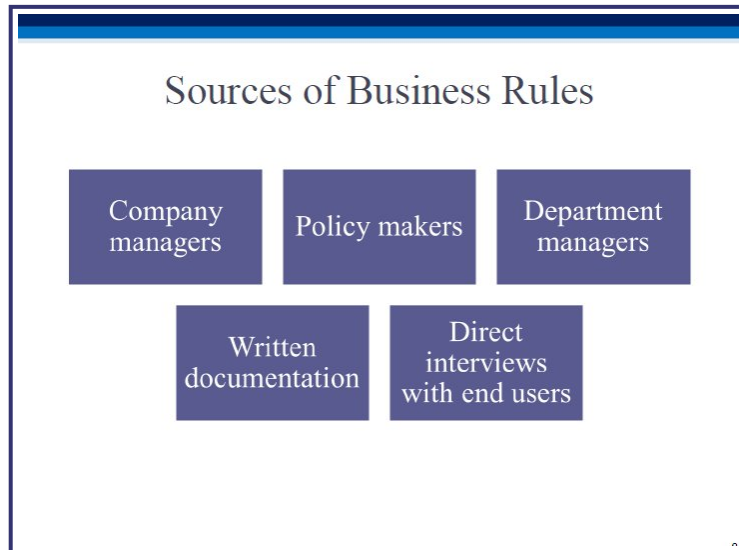 Sources of Business Rules
Company
managers
Policy makers
Department
managers
Written
documentation
Direct
interviews
with end users